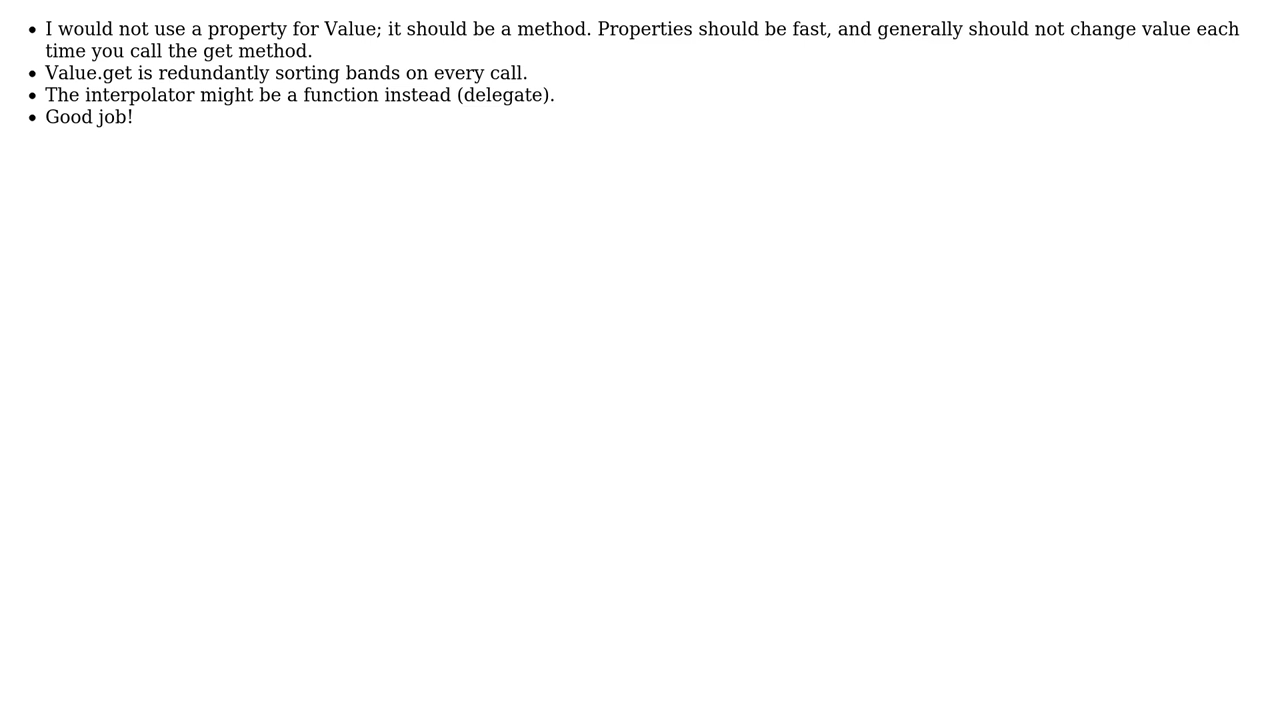 • I would not use a property for Value; it should be a method. Properties should be fast, and generally should not change value each
time you call the get method.
• Value.get is redundantly sorting bands on every call.
• The interpolator might be a function instead (delegate).
• Good job!